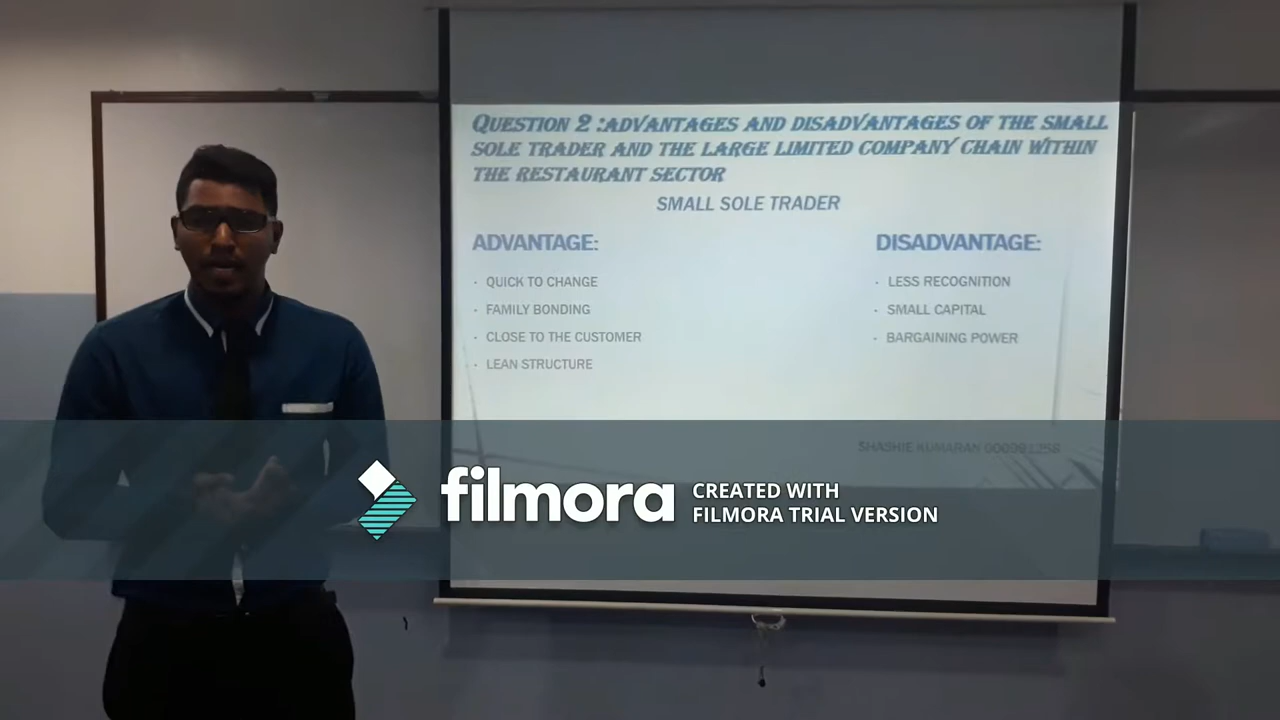 QUESTION 2 :ADVANTAGES AND DISADVANTAGES OF THE SMALL
SOLE TRADER AND THE LARGE LIMITED COMPANY CHAIN WITHIN
THE RESTAURANT SECTOR
SMALL SOLE TRADER
ADVANTAGE:
· QUICK TO CHANGE
· FAMILY BONDING
· CLOSE TO THE CUSTOMER
· LEAN STRUCTURE
DISADVANTAGE:
· LESS RECOGNITION
· SMALL CAPITAL
· BARGAINING POWER
SHASHIE KUMARAN
filmora
CREATED WITH
FILMORA TRIAL VERSION